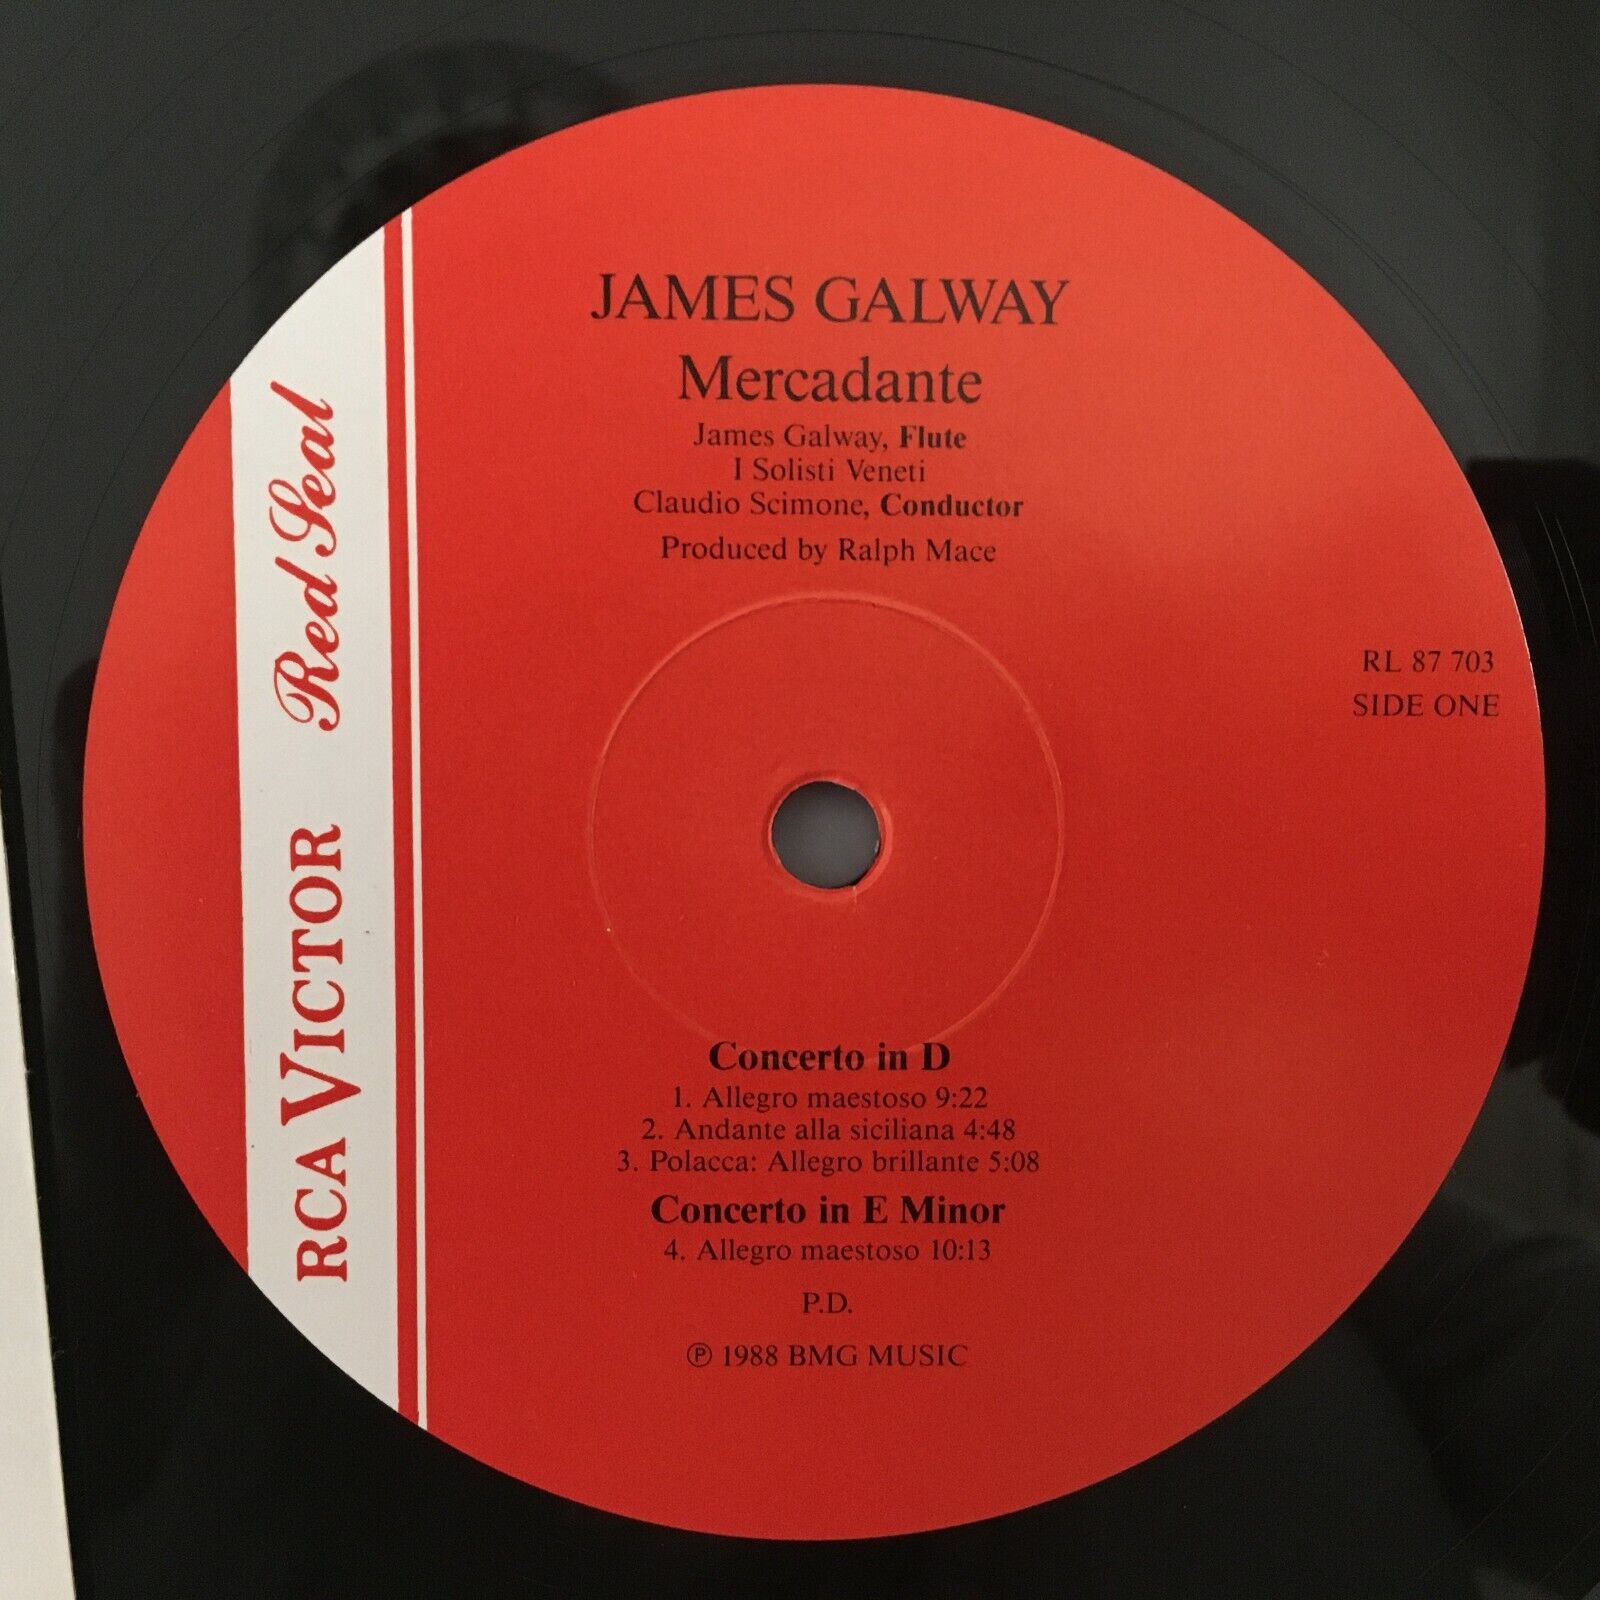 JAMES GALWAY
Mercadante
James Galway, Flute
I Solisti Veneti
Claudio Scimone, Conductor
Produced by Ralph Mace
RL 87 703
SIDE ONE
RCA VICTOR Red Seal
Concerto in D
1. Allegro maestoso 9:22
2. Andante alla siciliana 4:48
3. Polacca: Allegro brillante 5:08
Concerto in E Minor
4. Allegro maestoso 10:13
P.D.
℗ 1988 BMG MUSIC